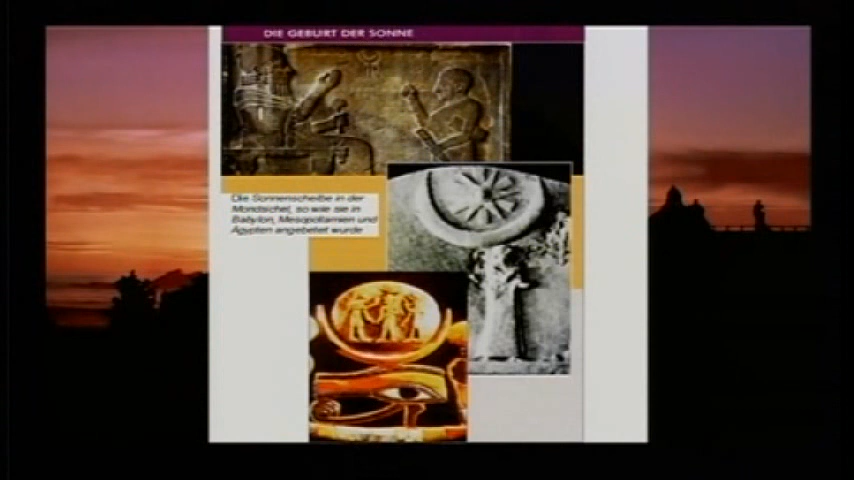 DIE GEBURT DER SONNE
Die Sonnenscheibe in der
Mondsichel, so wie sie in
Babylon, Mesopotamien und
Ägypten angebetet wurde